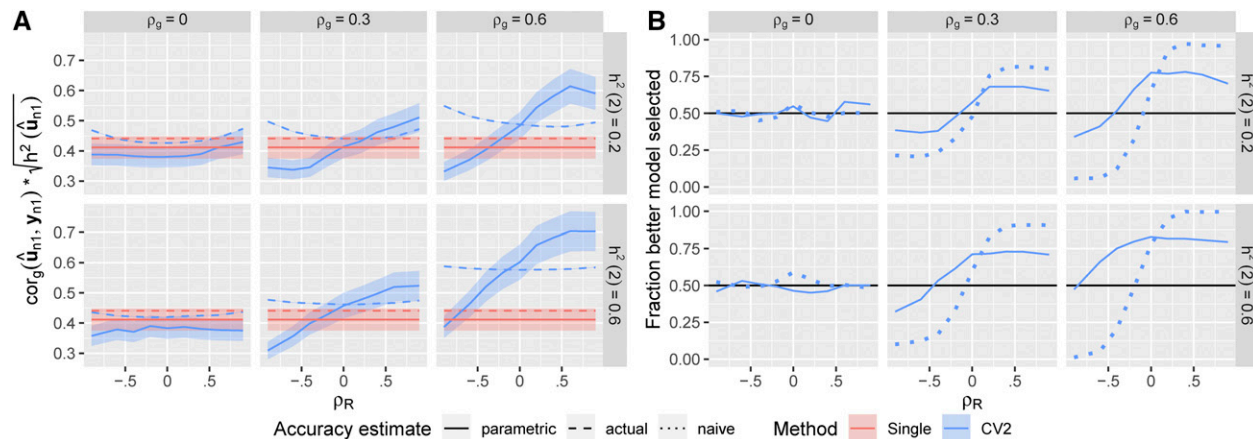 A
ρg = 0
ρg = 0.3
ρg = 0.6
cor_g(û_n1, y_n1) * √h² (û_n1)
0.7
0.6
0.5
0.4
0.3
h² (2) = 0.2
0.7
0.6
0.5
0.4
0.3
h² (2) = 0.6
−.5 0 .5
−.5 0 .5
−.5 0 .5
ρR
B
ρg = 0
ρg = 0.3
ρg = 0.6
Fraction better model selected
1.00
0.75
0.50
0.25
0.00
h² (2) = 0.2
1.00
0.75
0.50
0.25
0.00
h² (2) = 0.6
−.5 0 .5
−.5 0 .5
−.5 0 .5
ρR
Accuracy estimate parametric actual naive Method Single CV2